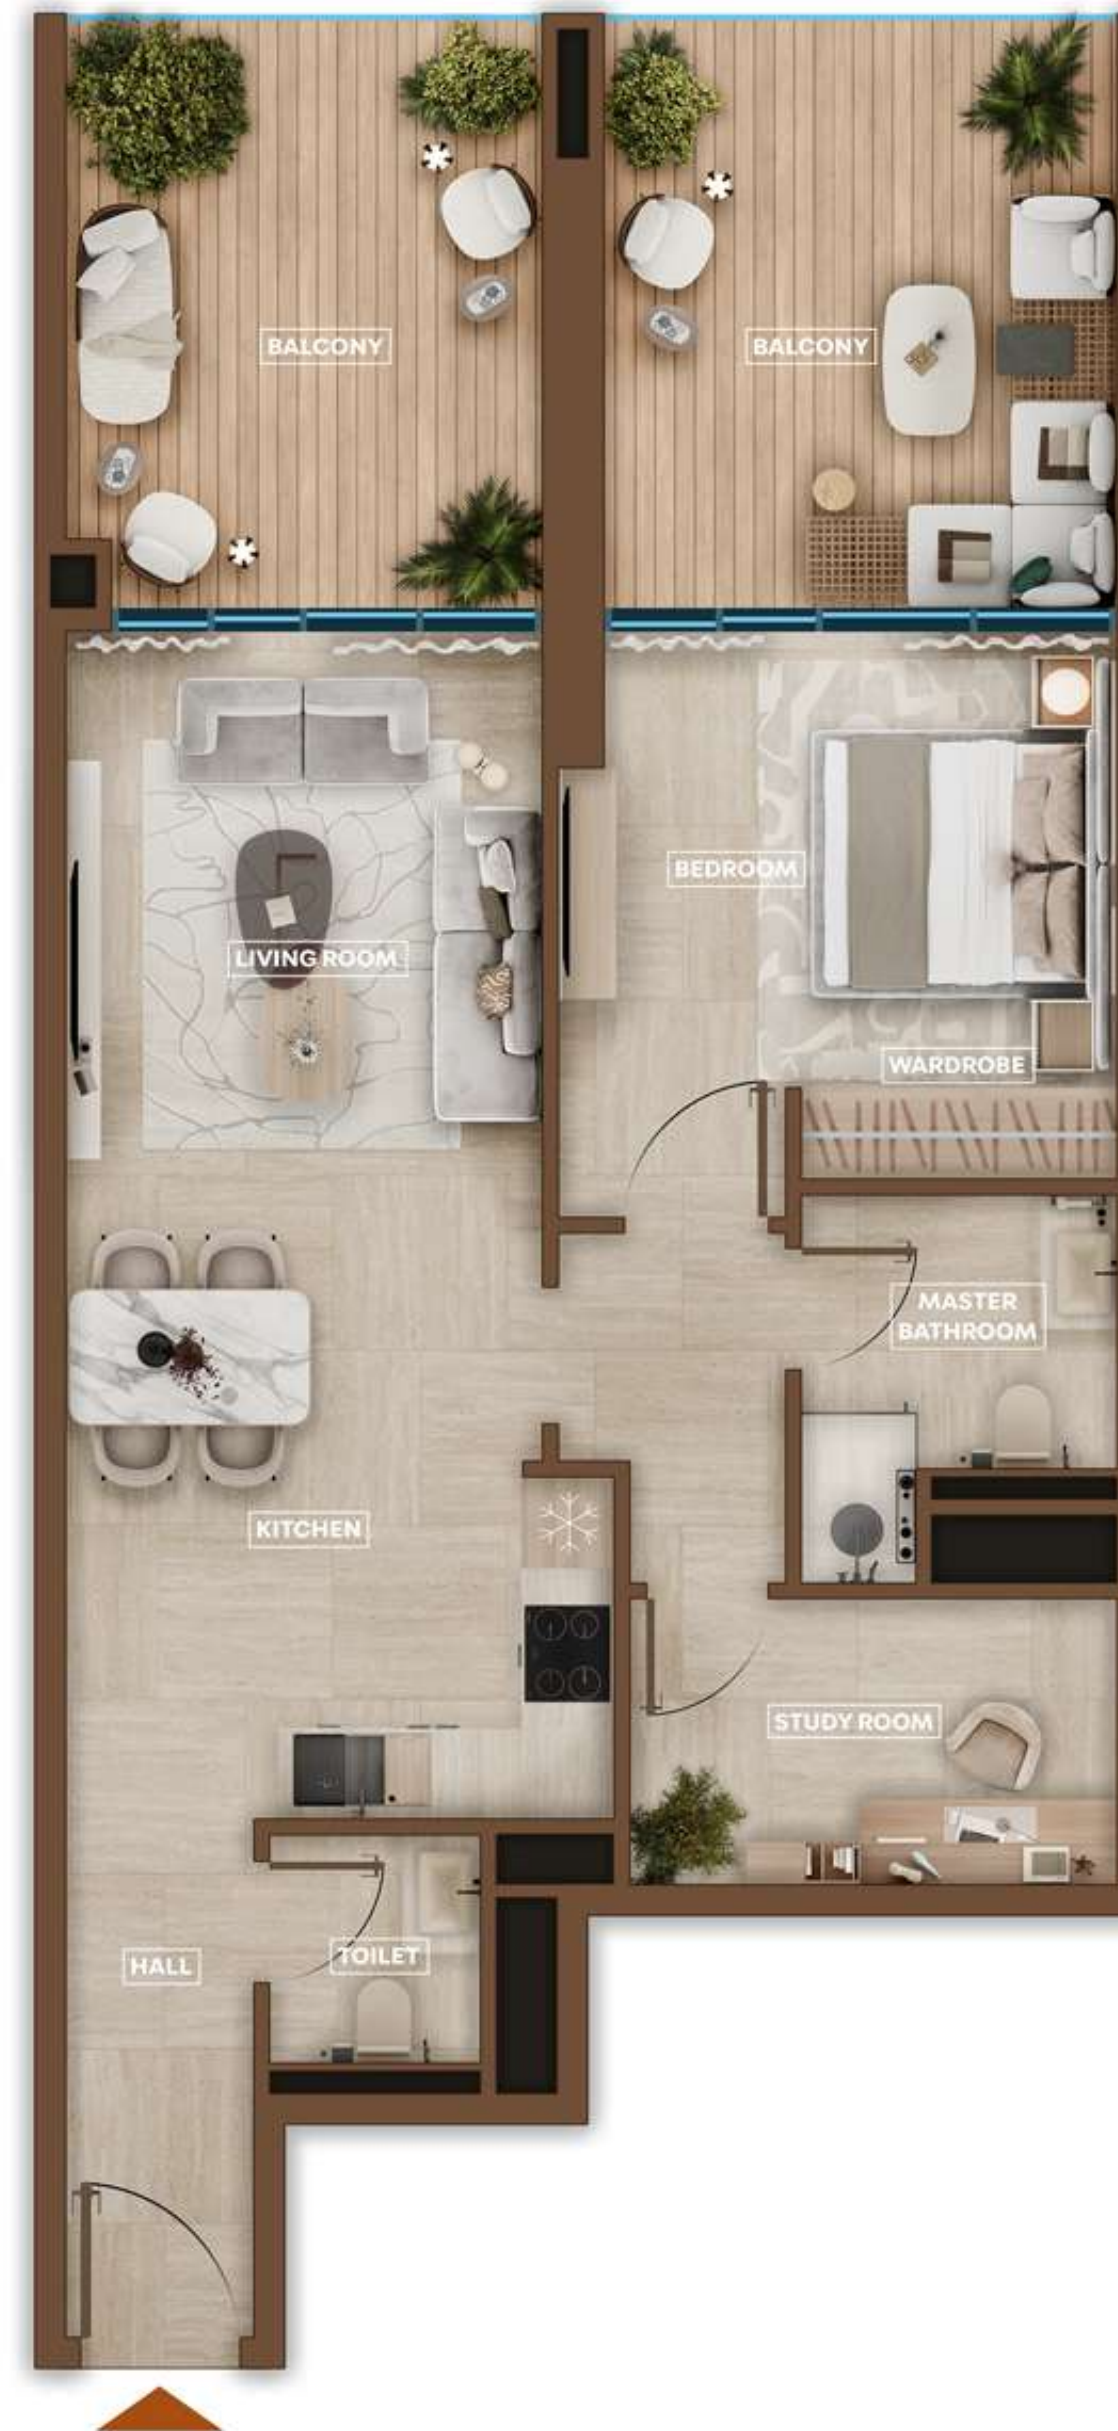 BALCONY
BALCONY
BEDROOM
LIVING ROOM
WARDROBE
MASTER
BATHROOM
KITCHEN
STUDY ROOM
TOILET
HALL